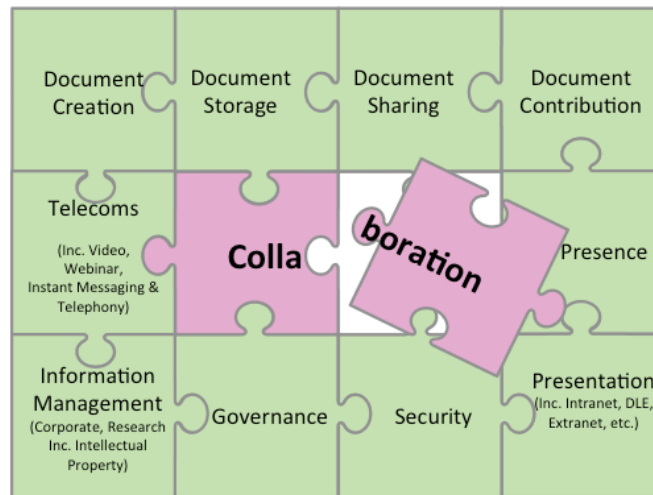 Document
Creation
Document
Storage
Document
Sharing
Document
Contribution
Telecoms
(Inc. Video,
Webinar,
Instant Messaging &
Telephony)
Colla
boration
Presence
Information
Management
(Corporate, Research
Inc. Intellectual
Property)
Governance
Security
Presentation
(Inc. Intranet, DLE,
Extranet, etc.)